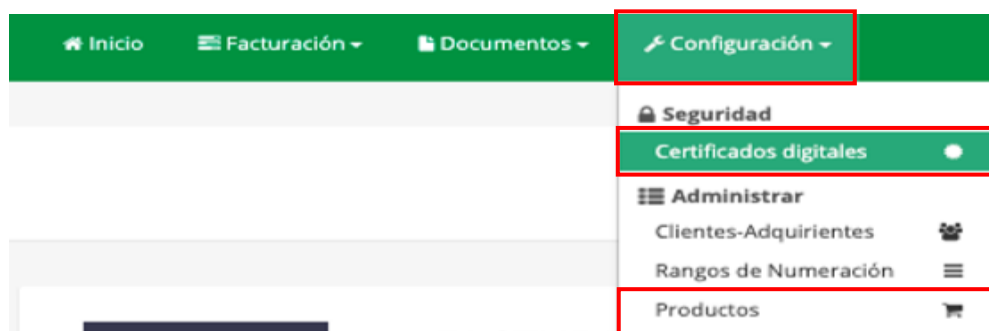 Inicio Facturación Documentos Configuración
Seguridad
Certificados digitales
Administrar
Clientes-Adquirientes
Rangos de Numeración
Productos